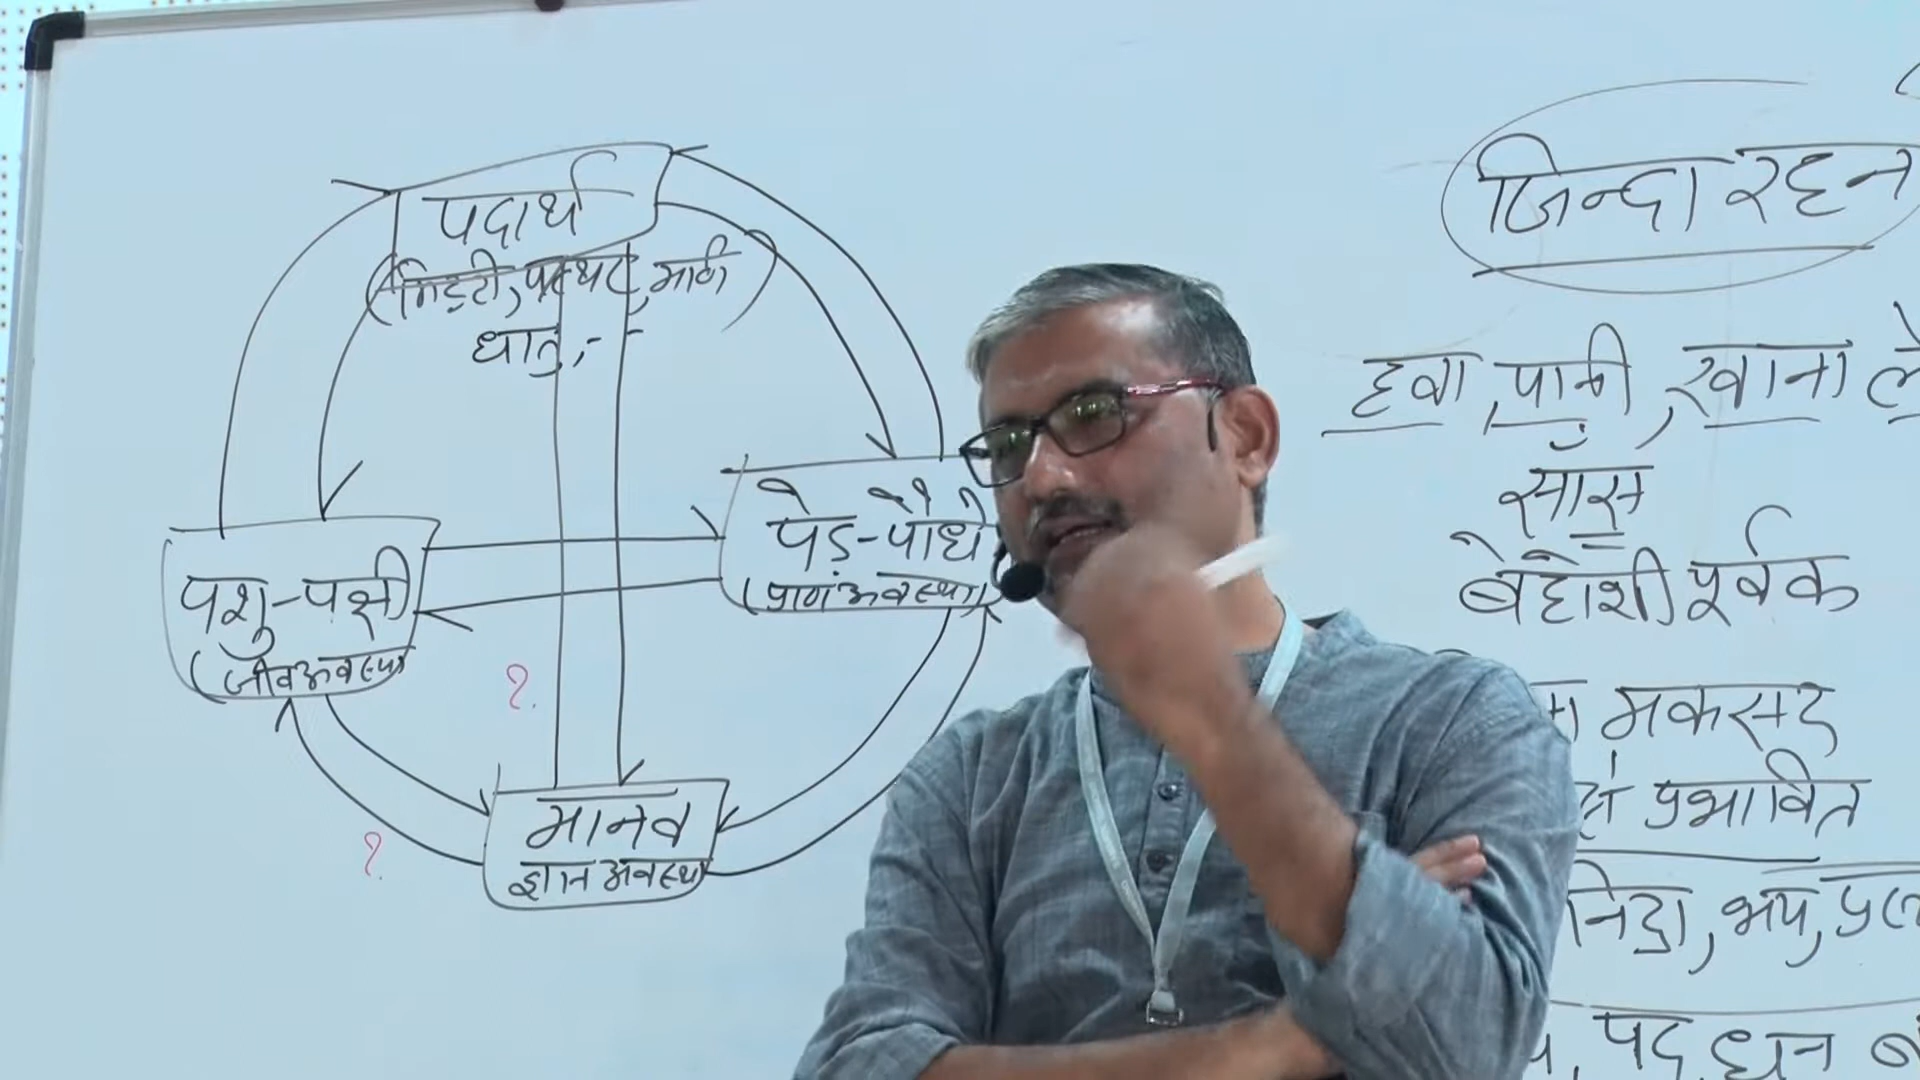 पदार्थ
(मिट्टी, पत्थर, मणि
धातु, - -
पेड़-पौधे
(प्राण अवस्था)
पशु-पक्षी
(जीव अवस्था)
?
?
मानव
ज्ञान अवस्था
जिन्दा रहन
हवा, पानी, खाना ले
साँस
बेहोशी पूर्वक
मकसद
प्रभावित
निद्रा, भय,
पद, धन